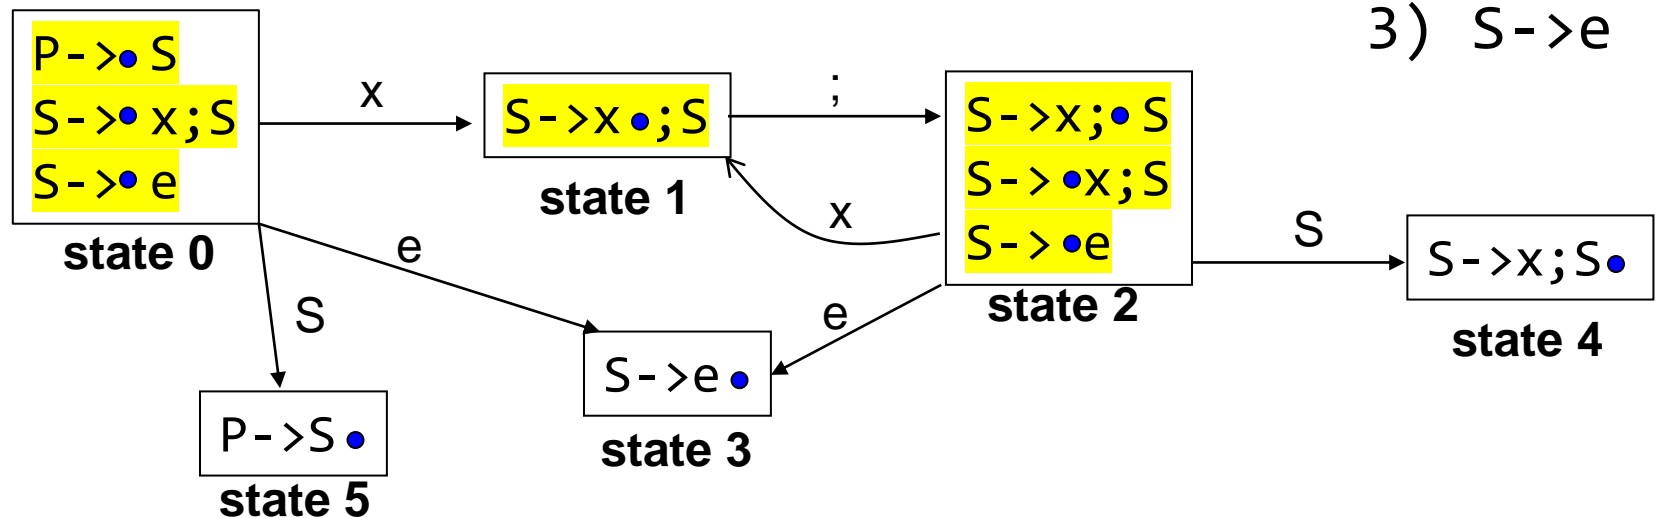 3) S->e
P->• S
S->• x;S
S->• e
state 0
x
S->x•;S
state 1
;
S->x;• S
S->•x;S
S->•e
state 2
x
e
S
e
S
S->x;S•
state 4
S->e•
state 3
P->S•
state 5